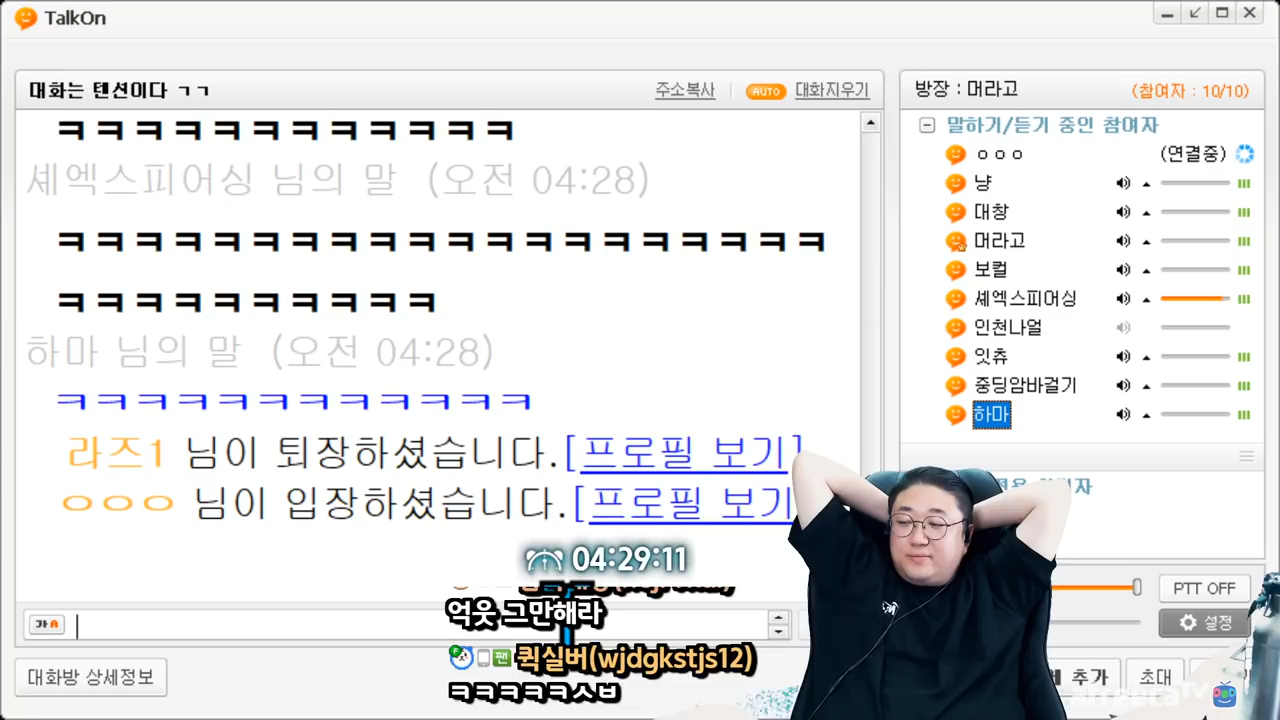 TalkOn
대화는 텐션이다 ㄱㄱ
주소복사
AUTO
대화지우기
ㅋㅋㅋㅋㅋㅋㅋㅋㅋㅋㅋㅋ
셰엑스피어싱 님의 말 (오전 04:28)
ㅋㅋㅋㅋㅋㅋㅋㅋㅋㅋㅋㅋㅋㅋㅋㅋㅋㅋㅋㅋ
ㅋㅋㅋㅋㅋㅋㅋㅋㅋㅋ
하마 님의 말 (오전 04:28)
ㅋㅋㅋㅋㅋㅋㅋㅋㅋㅋㅋㅋㅋ
라즈1 님이 퇴장하셨습니다.[프로필 보기]
ㅇㅇㅇ 님이 입장하셨습니다.[프로필 보기
04:29:11
억웃 그만해라
가
퀵실버(wjdgkstjs12)
ㅋㅋㅋㅋㅋㅅㅂ
대화방 상세정보
방장 : 머라고
(참여자 : 10/10)
말하기/듣기 중인 참여자
ㅇㅇㅇ (연결중)
냥
대창
머라고
보컬
셰엑스피어싱
인천나얼
잇츄
중딩암바걸기
하마
PTT OFF
설정
추가
초대